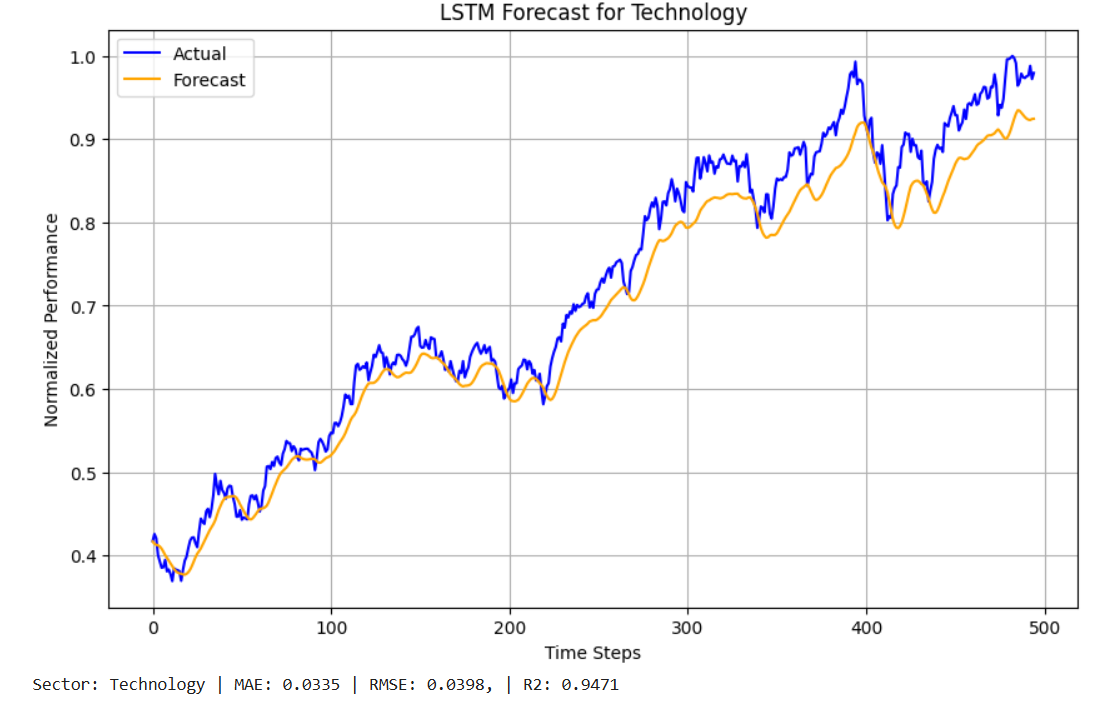 LSTM Forecast for Technology
Actual
Forecast
Normalized Performance
1.0
0.9
0.8
0.7
0.6
0.5
0.4
0 100 200 300 400 500
Time Steps
Sector: Technology | MAE: 0.0335 | RMSE: 0.0398, | R2: 0.9471